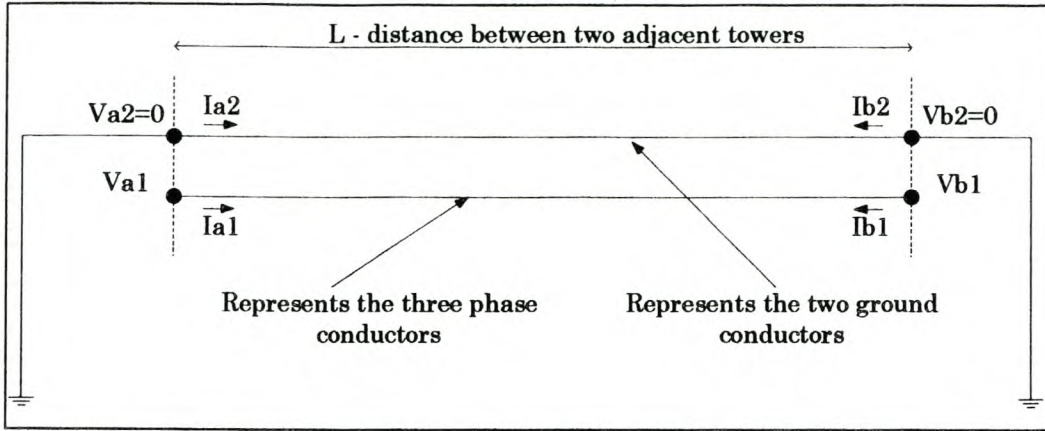 L - distance between two adjacent towers
Va2=0
Ia2
Ib2
Vb2=0
Va1
Vb1
Ia1
Ib1
Represents the three phase
conductors
Represents the two ground
conductors